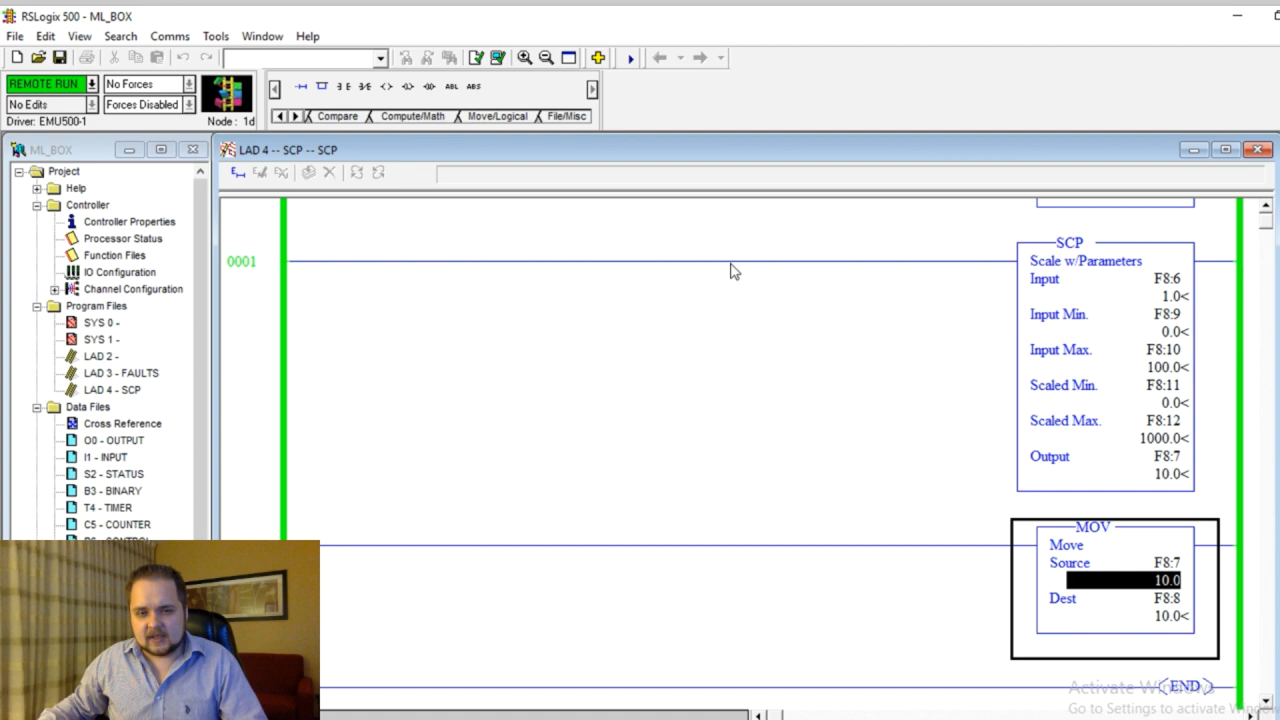 RSLogix 500 - ML_BOX
File Edit View Search Comms Tools Window Help
REMOTE RUN No Forces
No Edits Forces Disabled
Driver: EMU500-1 Node : 1d
ABL ABS
Compare Compute/Math Move/Logical File/Misc
ML_BOX
Project
Help
Controller
Controller Properties
Processor Status
Function Files
IO Configuration
Channel Configuration
Program Files
SYS 0 -
SYS 1 -
LAD 2 -
LAD 3 - FAULTS
LAD 4 - SCP
Data Files
Cross Reference
O0 - OUTPUT
I1 - INPUT
S2 - STATUS
B3 - BINARY
T4 - TIMER
C5 - COUNTER
LAD 4 -- SCP -- SCP
0001
SCP
Scale w/Parameters
Input F8:6
1.0<
Input Min. F8:9
0.0<
Input Max. F8:10
100.0<
Scaled Min. F8:11
0.0<
Scaled Max. F8:12
1000.0<
Output F8:7
10.0<
MOV
Move
Source F8:7
10.0
Dest F8:8
10.0<
END
Activate Windows
Go to Settings to activate Windows